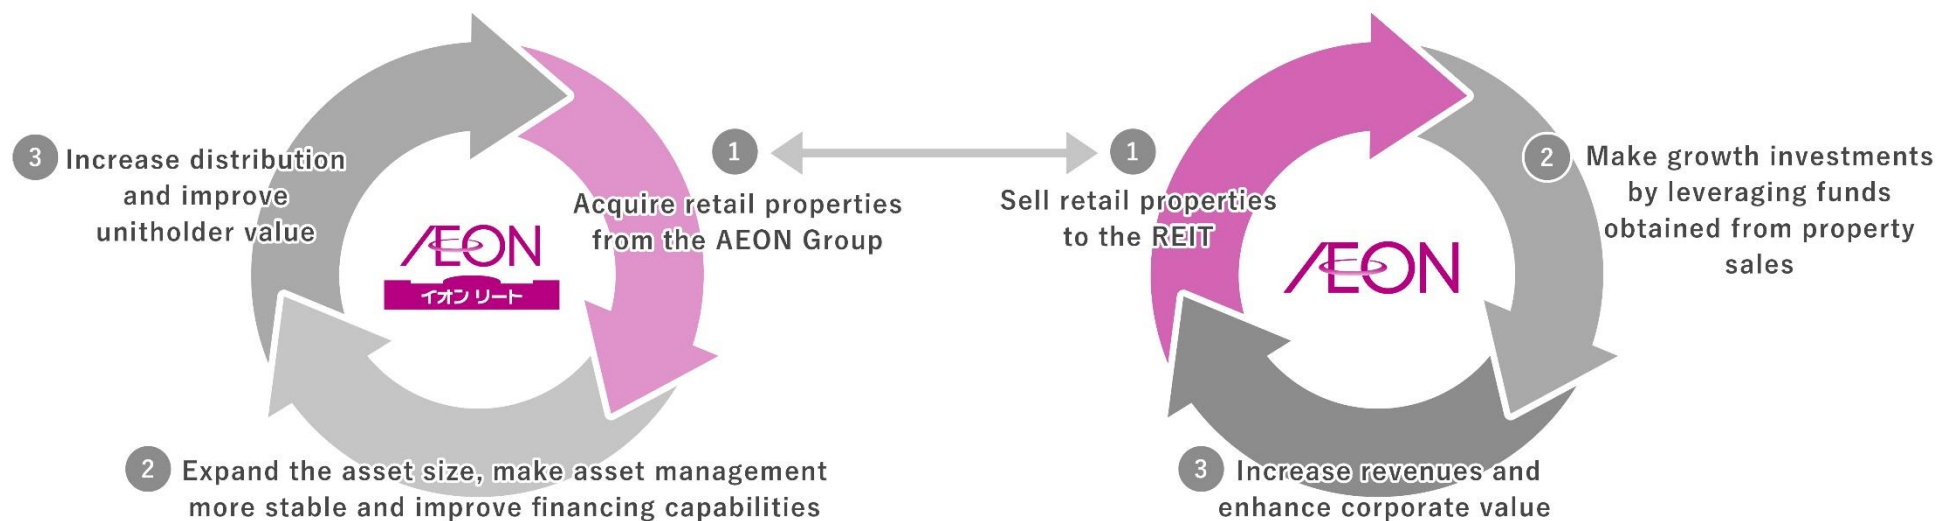 3
Increase distribution
and improve
unitholder value
AEON
イオン リート
1
Acquire retail properties
from the AEON Group
2
Expand the asset size, make asset management
more stable and improve financing capabilities
1
Sell retail properties
to the REIT
AEON
2
Make growth investments
by leveraging funds
obtained from property
sales
3
Increase revenues and
enhance corporate value